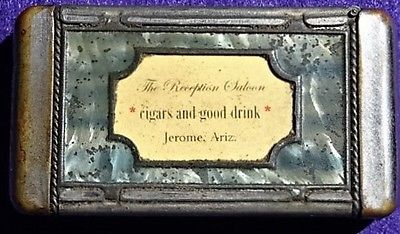 The Reception Saloon
* cigars and good drink *
Jerome, Ariz.